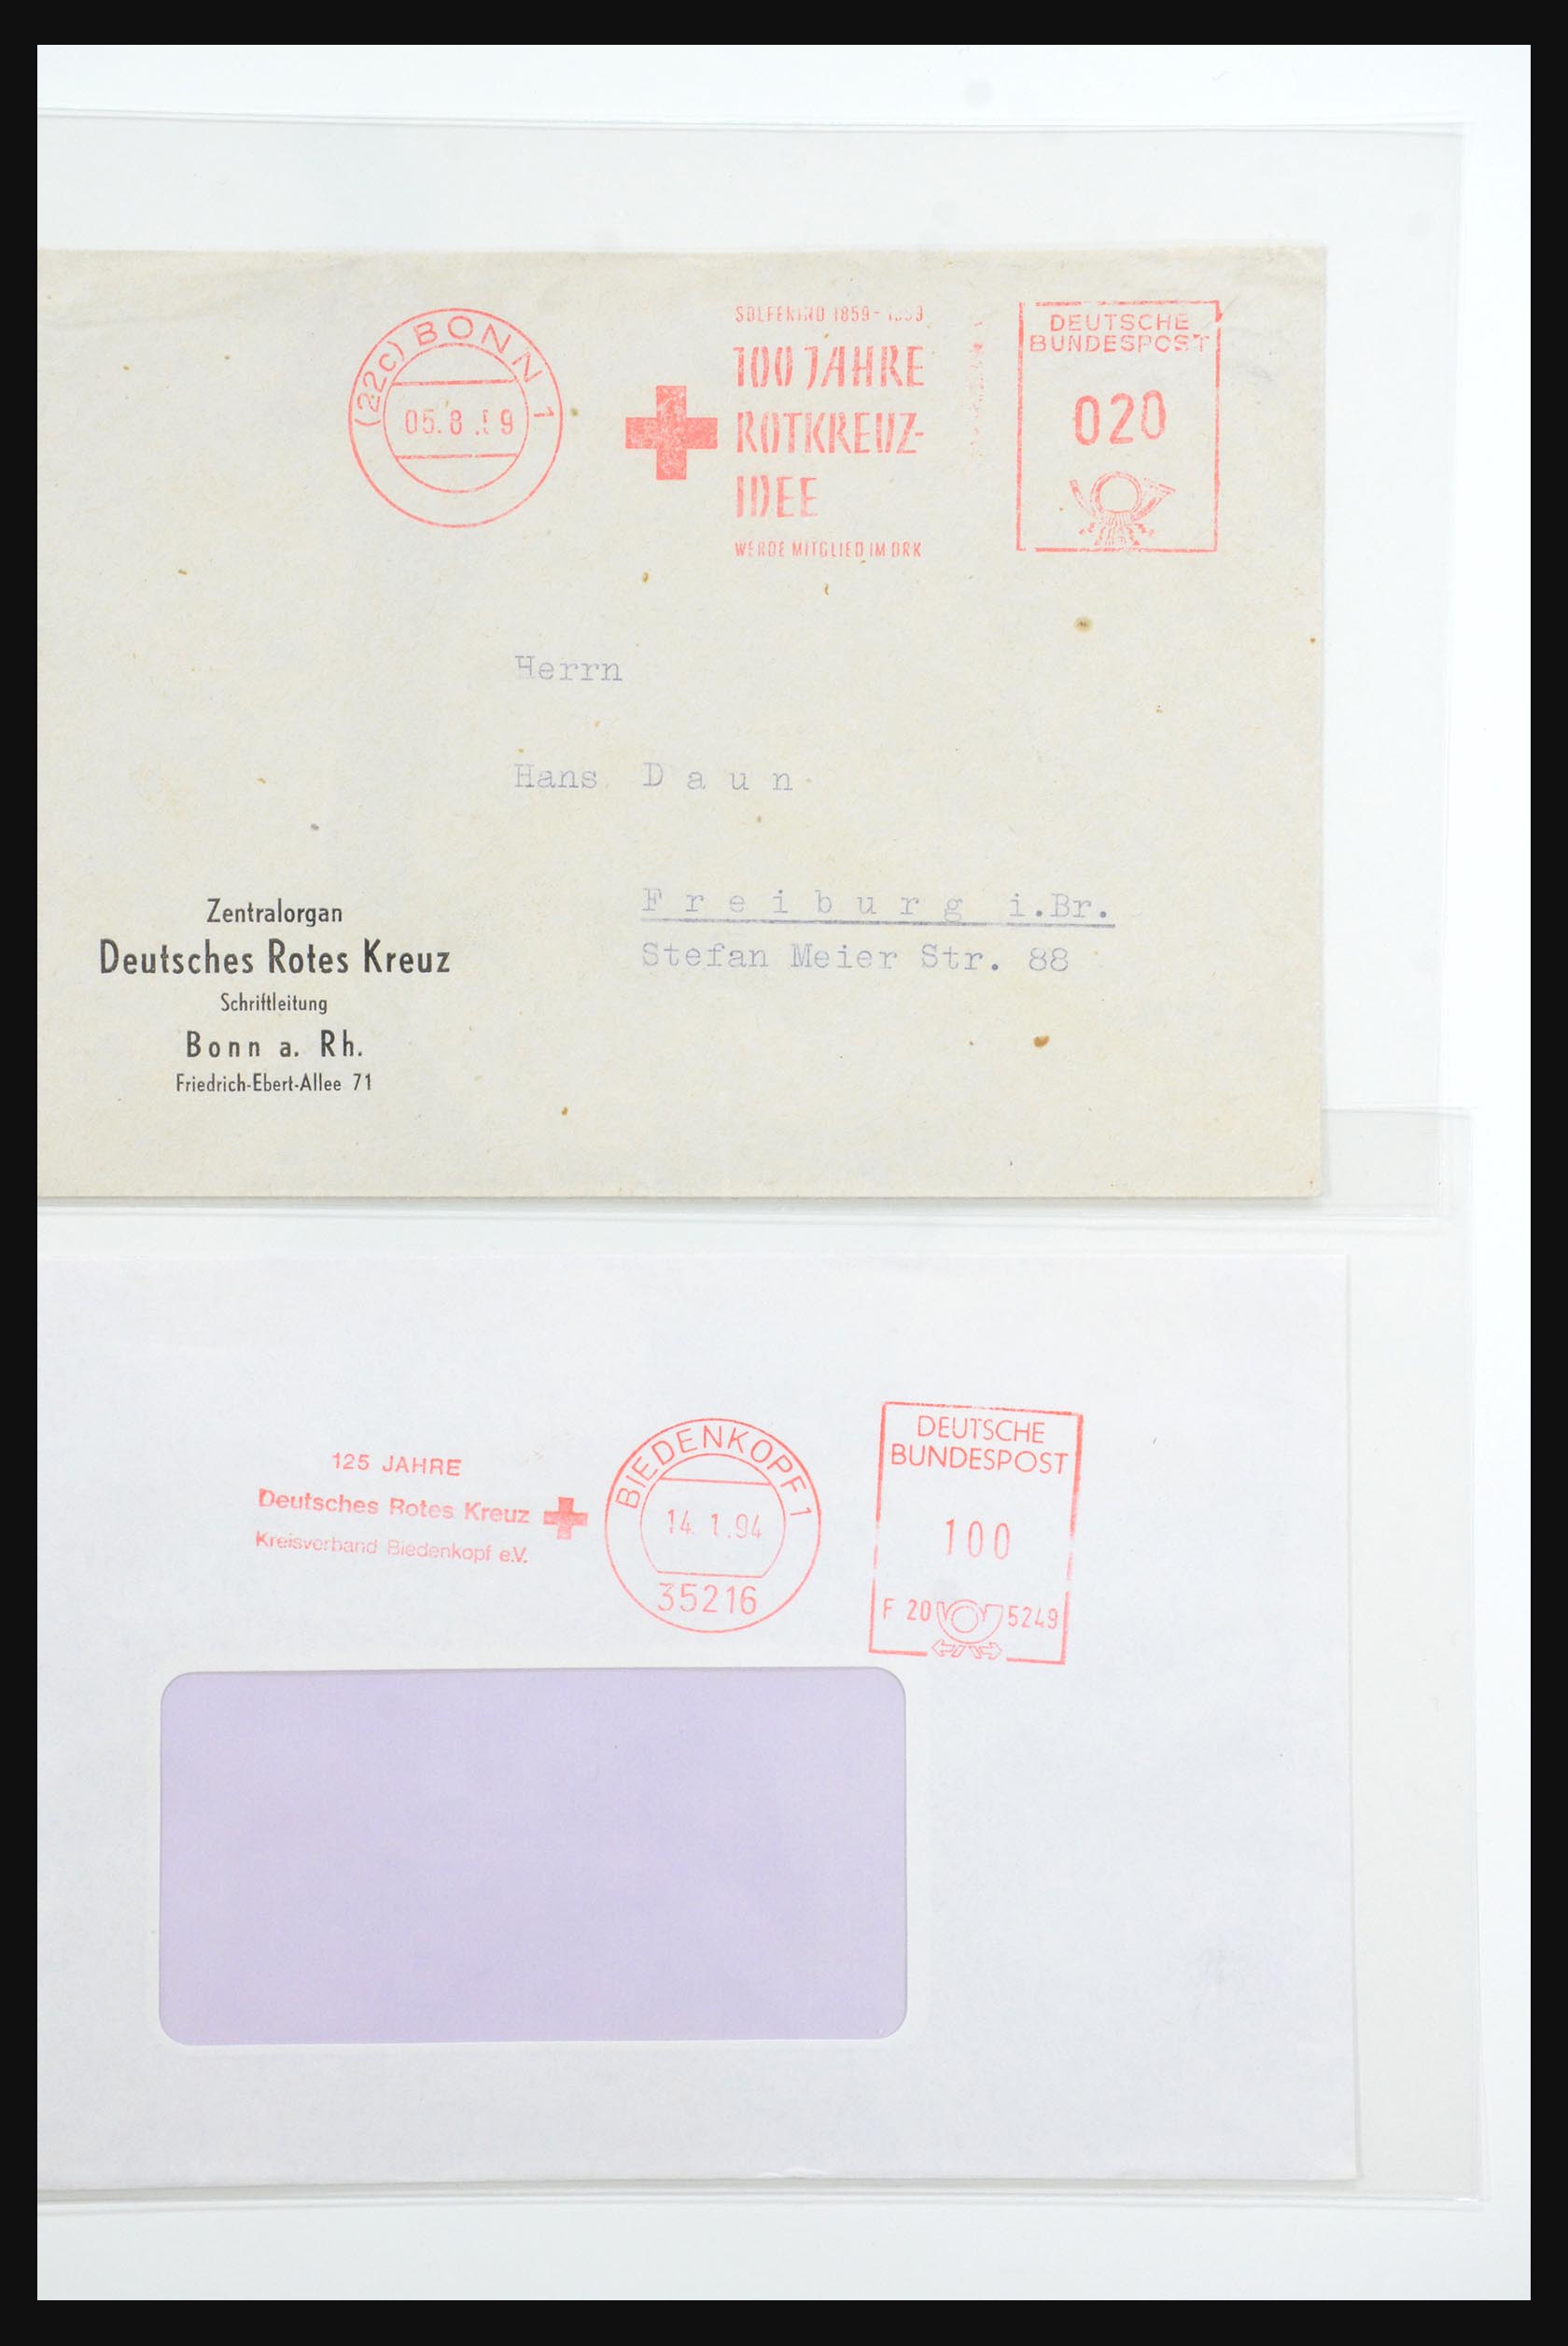 (22c) BONN 1
05.8.59
SOLFERINO 1859-1959
100 JAHRE
ROTKREUZ-
IDEE
WERDE MITGLIED IM DRK
DEUTSCHE
BUNDESPOST
020
Herrn
Hans D a u n
F r e i b u r g i.Br.
Stefan Meier Str. 88
Zentralorgan
Deutsches Rotes Kreuz
Schriftleitung
Bonn a. Rh.
Friedrich-Ebert-Allee 71
125 JAHRE
Deutsches Rotes Kreuz
Kreisverband Biedenkopf e.V.
BIEDENKOPF 1
14.1.94
35216
DEUTSCHE
BUNDESPOST
100
F 20 5249